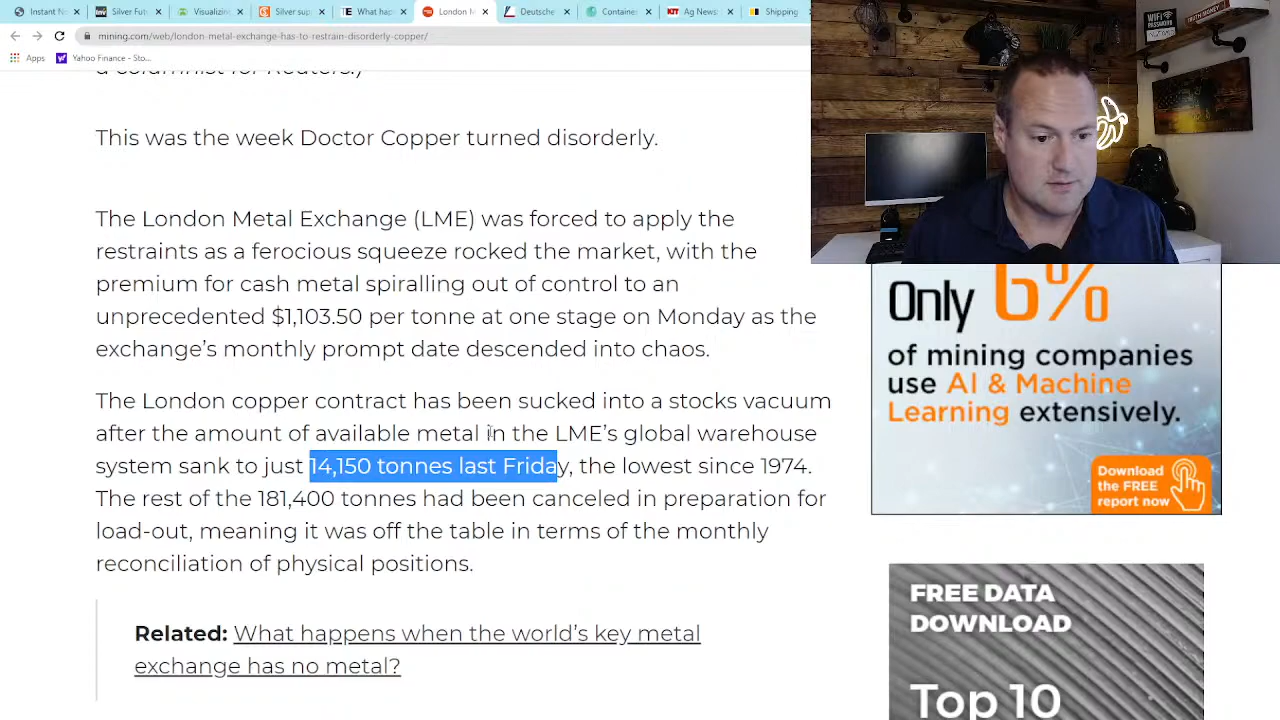 Instant N
Visualizin
Silver Fut
Silver sup
What hap
London M
Deutsche
Container
Ag News
Shipping
mining.com/web/london-metal-exchange-has-to-restrain-disorderly-copper/
Apps
Yahoo Finance - Sto...
WIFI PASSWORD
a columnist for Reuters.)
This was the week Doctor Copper turned disorderly.
The London Metal Exchange (LME) was forced to apply the
restraints as a ferocious squeeze rocked the market, with the
premium for cash metal spiralling out of control to an
unprecedented $1,103.50 per tonne at one stage on Monday as the
exchange's monthly prompt date descended into chaos.
The London copper contract has been sucked into a stocks vacuum
after the amount of available metal in the LME's global warehouse
system sank to just 14,150 tonnes last Friday, the lowest since 1974.
The rest of the 181,400 tonnes had been canceled in preparation for
load-out, meaning it was off the table in terms of the monthly
reconciliation of physical positions.
Related: What happens when the world's key metal
exchange has no metal?
Only 6%
of mining companies
use AI & Machine
Learning extensively.
Download
the FREE
report now
FREE DATA
DOWNLOAD
Top 10